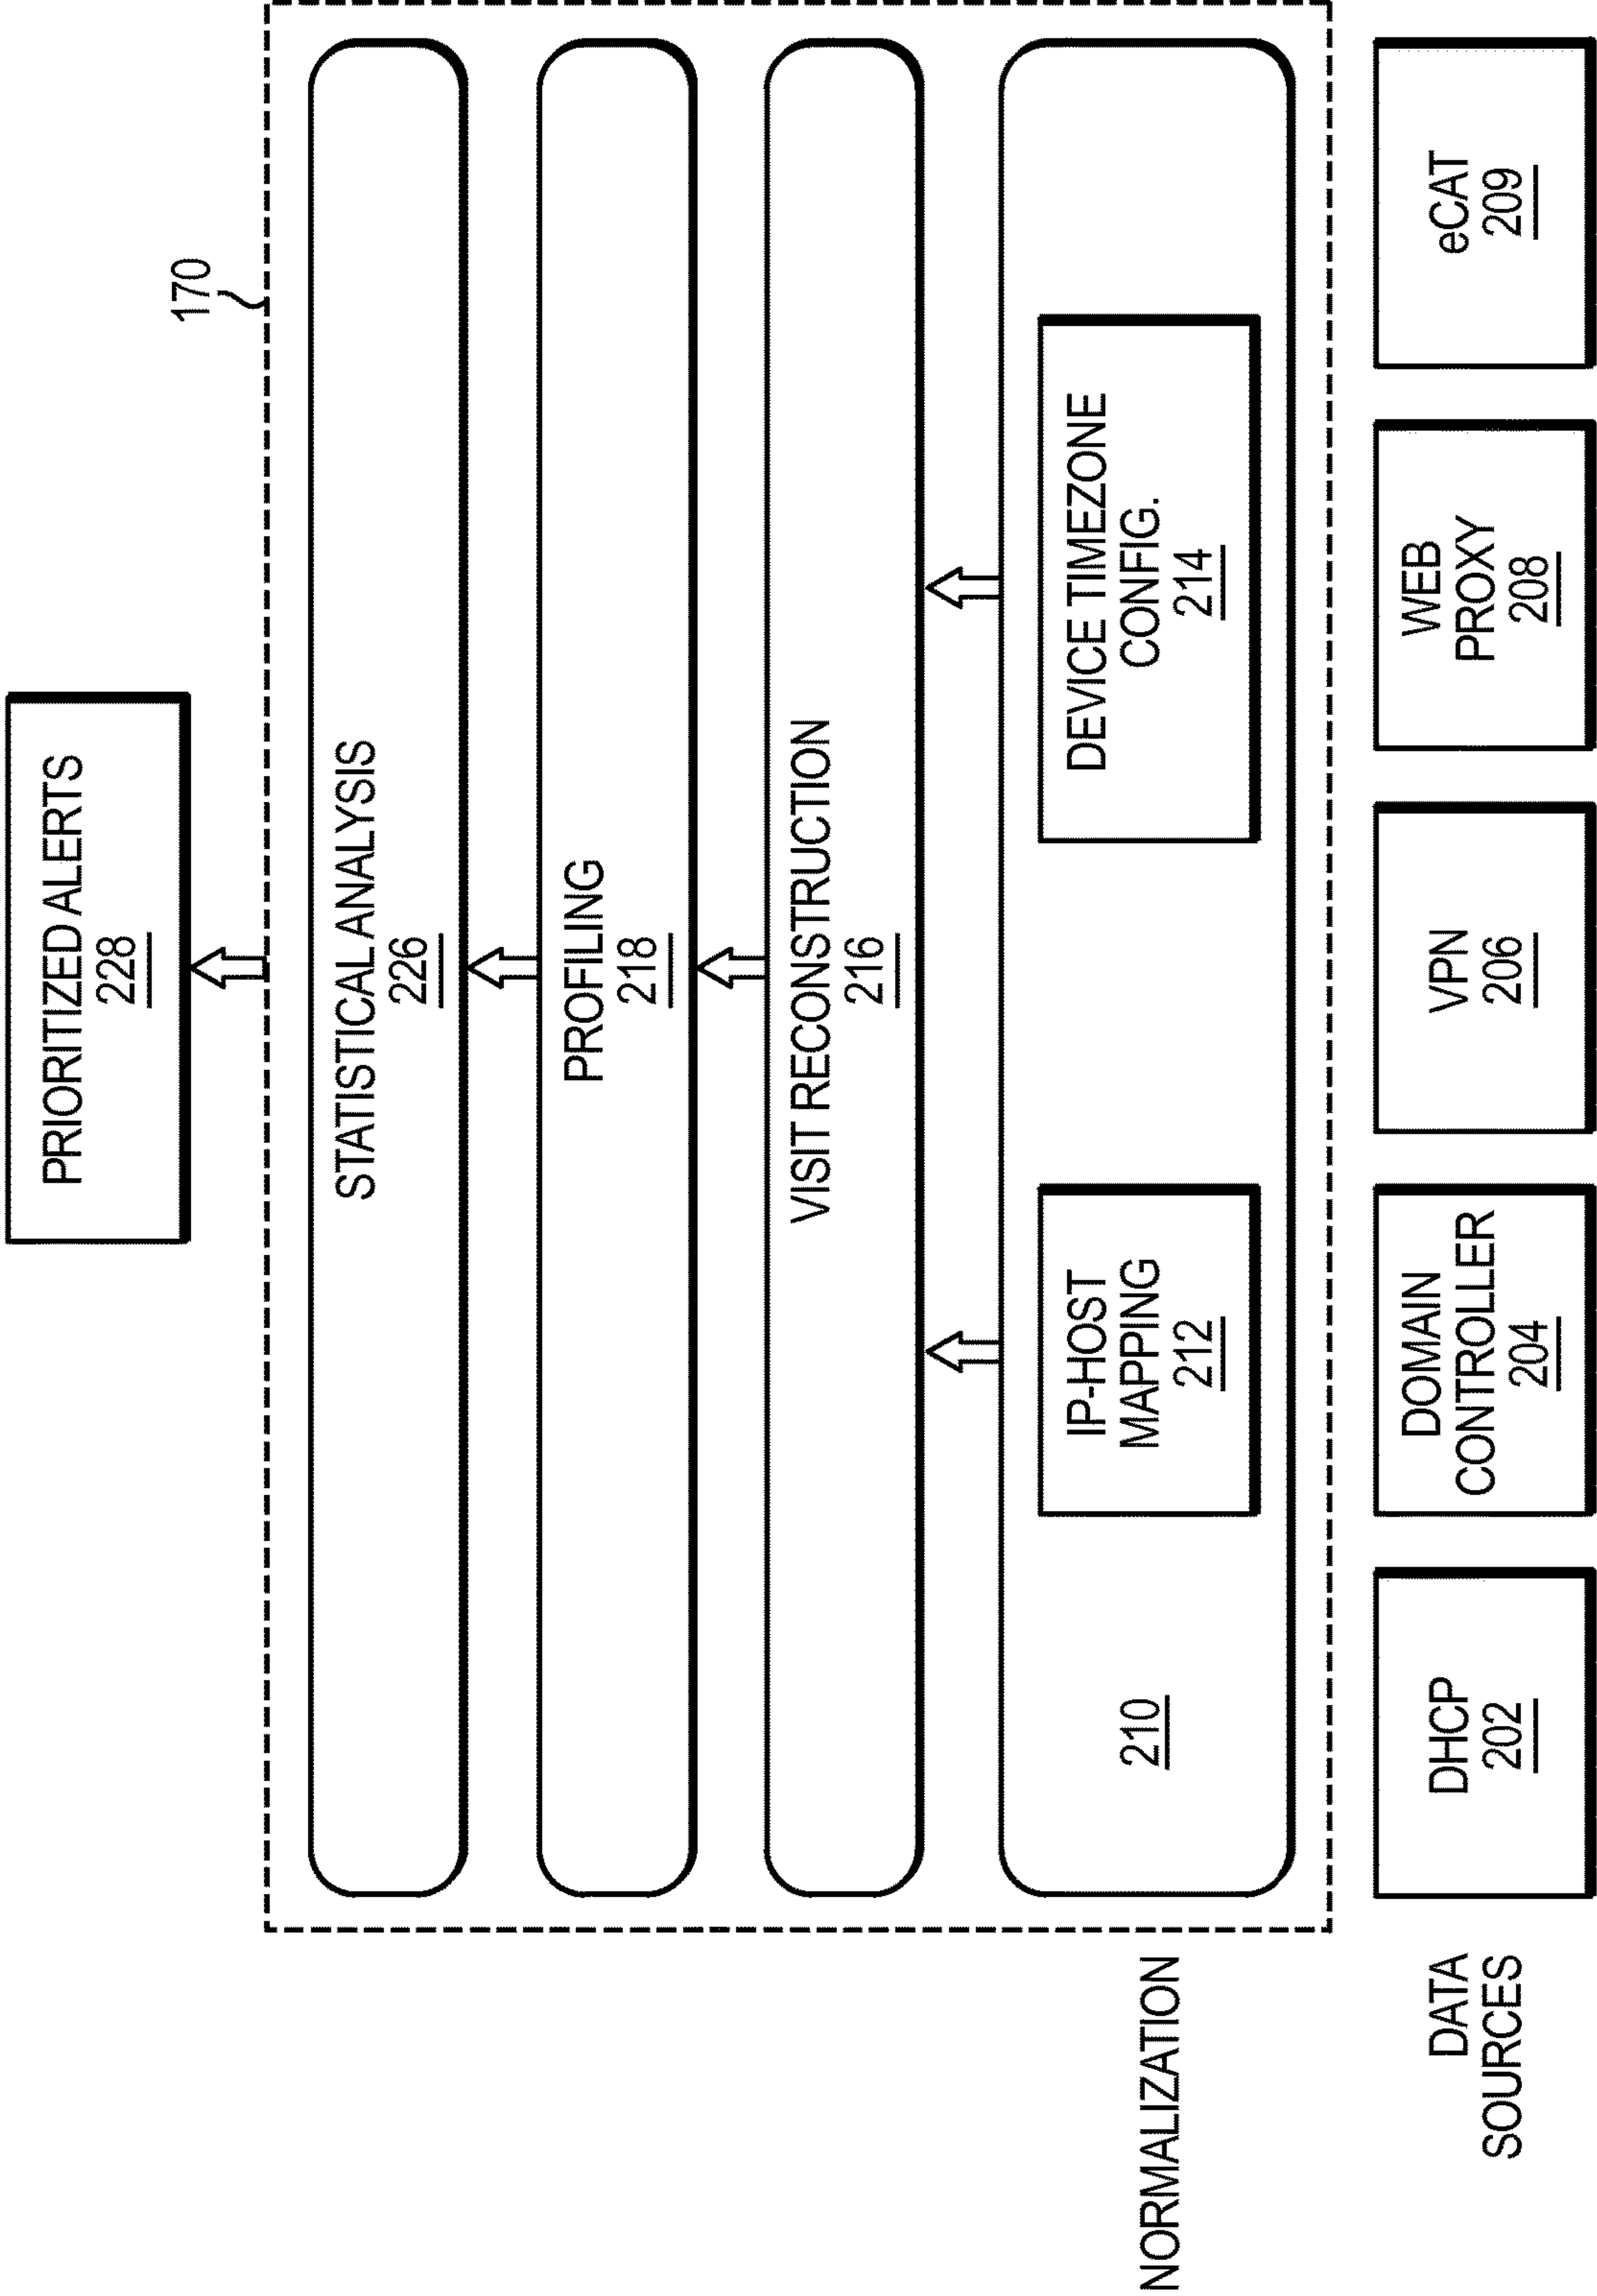 PRIORITIZED ALERTS
228
170
STATISTICAL ANALYSIS
226
PROFILING
218
VISIT RECONSTRUCTION
216
NORMALIZATION
210
IP-HOST
MAPPING
212
DEVICE TIMEZONE
CONFIG.
214
DATA
SOURCES
DHCP
202
DOMAIN
CONTROLLER
204
VPN
206
WEB
PROXY
208
eCAT
209